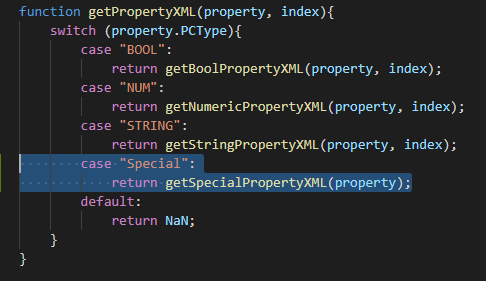 function getPropertyXML(property, index){
switch (property.PCType){
case "BOOL":
return getBoolPropertyXML(property, index);
case "NUM":
return getNumericPropertyXML(property, index);
case "STRING":
return getStringPropertyXML(property, index);
case "Special":
return getSpecialPropertyXML(property);
default:
return NaN;
}
}